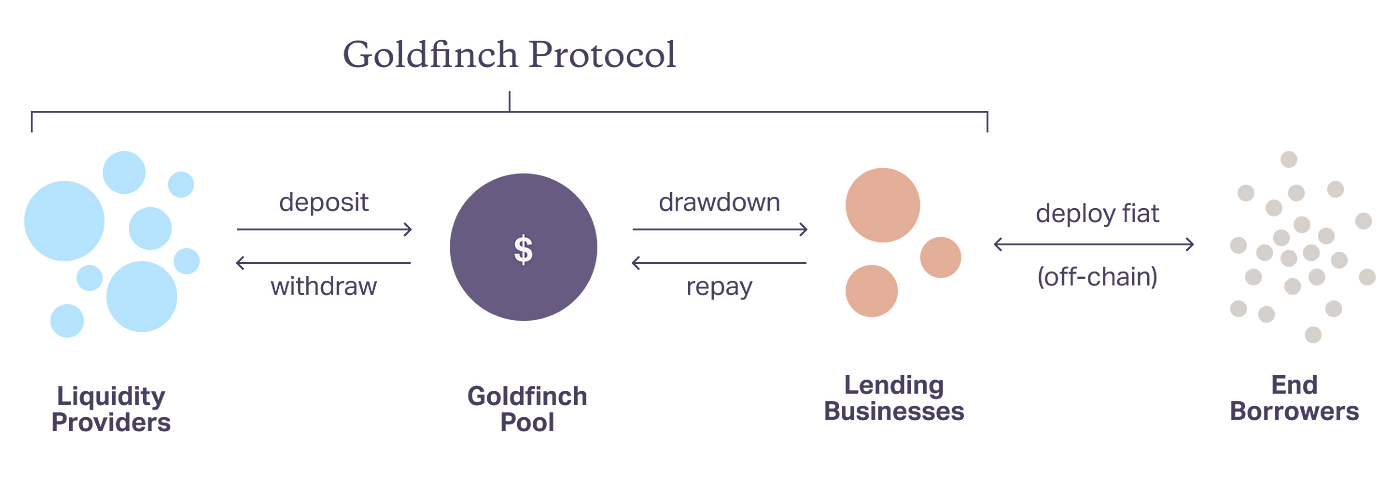 Goldfinch Protocol
deposit
withdraw
$
drawdown
repay
deploy fiat
(off-chain)
Liquidity
Providers
Goldfinch
Pool
Lending
Businesses
End
Borrowers